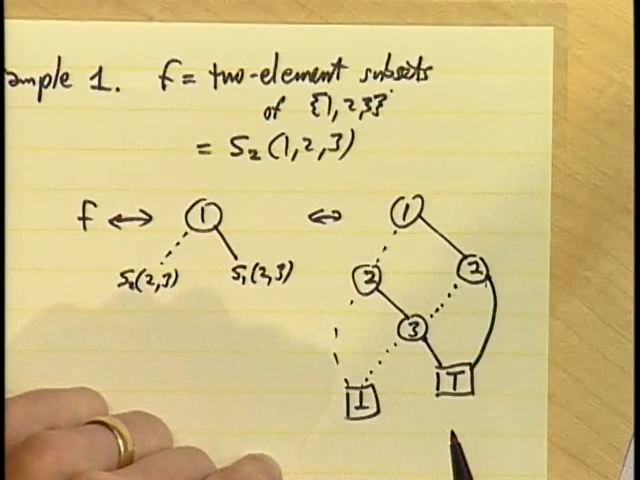 ample 1. f = two-element subsets
of {1,2,3}
= S₂(1,2,3)
f ↔ 1 ↔ 1
S₂(2,3) S₁(2,3) 2 2
3
⊥ T